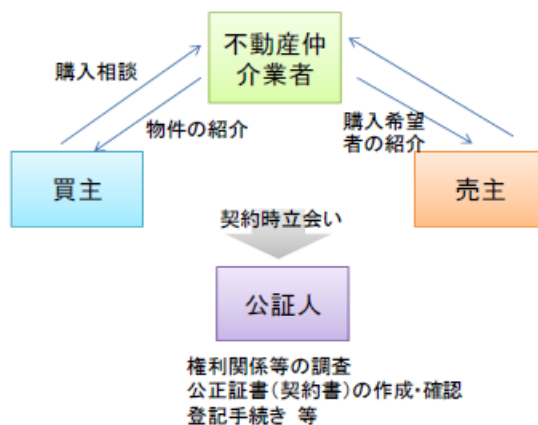 不動産仲
介業者
購入相談
物件の紹介
購入希望
者の紹介
買主
売主
契約時立会い
公証人
権利関係等の調査
公正証書(契約書)の作成・確認
登記手続き 等